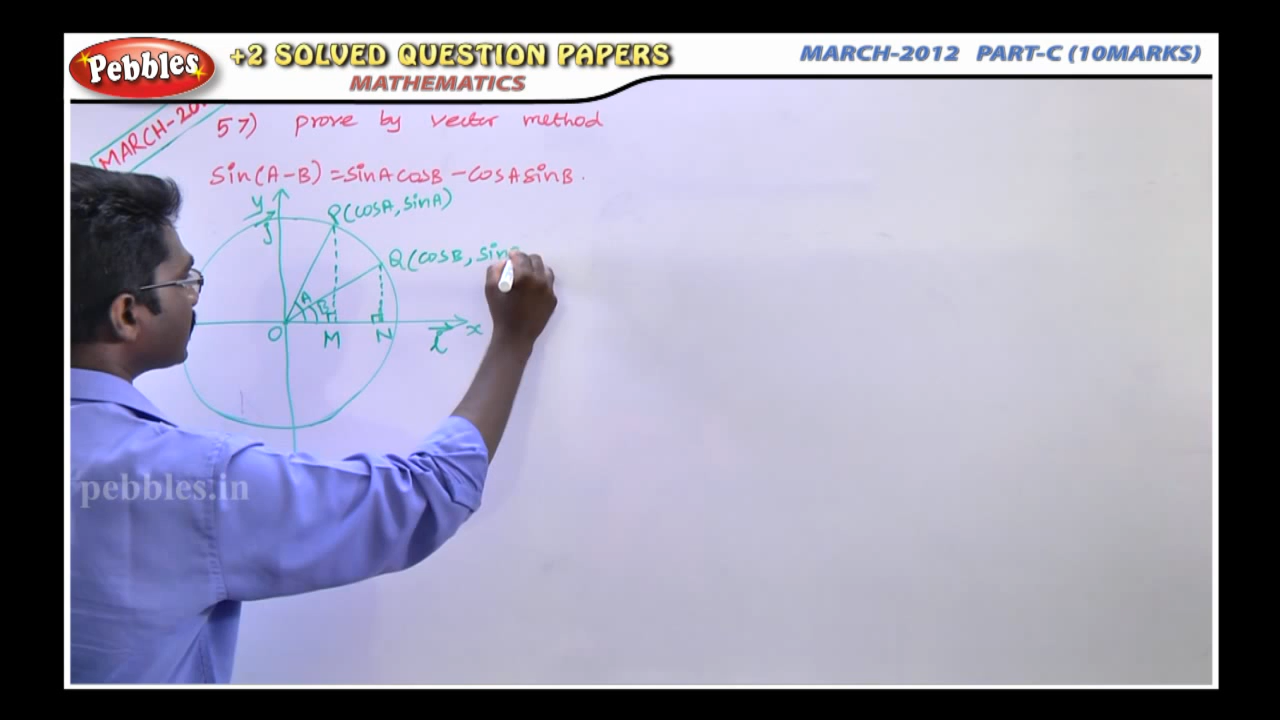 Pebbles
+2 SOLVED QUESTION PAPERS
MATHEMATICS
MARCH-2012 PART-C (10MARKS)
MARCH-20
57) prove by vector method
Sin(A-B) = sinA cosB - cosA sinB.
y
j
P(cosA, sinA)
Q(cosB, sin
A
B
O
M
N
i
x
pebbles.in